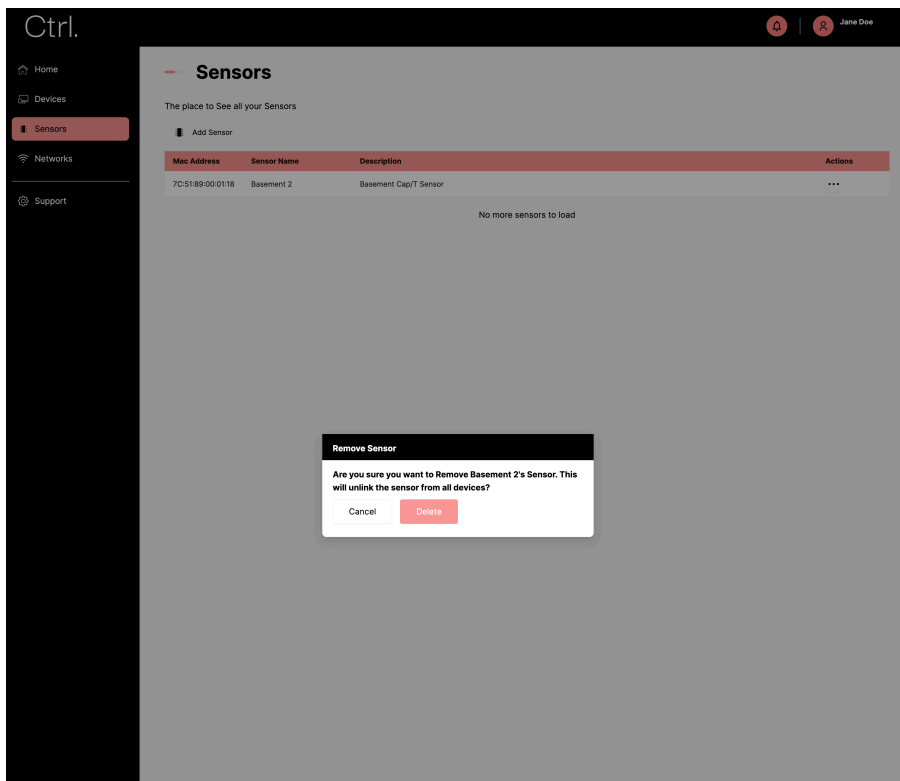 Ctrl.
Jane Doe
Home
Devices
Sensors
Networks
Support
Sensors
The place to See all your Sensors
Add Sensor
Mac Address Sensor Name Description Actions
7C:51:89:00:01:18 Basement 2 Basement Cap/T Sensor
No more sensors to load
Remove Sensor
Are you sure you want to Remove Basement 2's Sensor. This
will unlink the sensor from all devices?
Cancel Delete